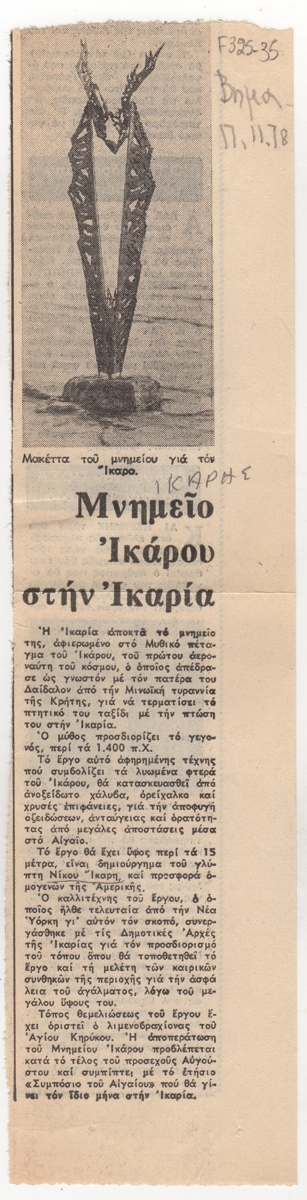 F325-35
Βημα
17.11.78
Μακέττα τοῦ μνημείου γιά τόν
Ἴκαρο.
ΙΚΑΡΗΣ
Μνημεῖο
Ἰκάρου
στήν Ἰκαρία
Ἡ Ἰκαρία ἀποκτᾶ τό μνημεῖο
της, ἀφιερωμένο στό Μυθικό πέτα-
γμα τοῦ Ἰκάρου, τοῦ πρώτου ἀερο-
ναύτη τοῦ κόσμου, ὁ ὁποῖος ἀπέδρα-
σε ὡς γνωστόν μέ τόν πατέρα του
Δαίδαλον ἀπό τήν Μινωϊκή τυραννία
τῆς Κρήτης, γιά νά τερματίσει τό
πτητικό του ταξίδι μέ τήν πτώση
του στήν Ἰκαρία.
Ὁ μύθος προσδιορίζει τό γεγο-
νός, περί τά 1.400 π.Χ.
Τό ἔργο αὐτό ἀφηρημένης τέχνης
πού συμβολίζει τά λυωμένα φτερά
τοῦ Ἰκάρου, θά κατασκευασθεῖ ἀπό
ἀνοξείδωτο χάλυβα, ὀρείχαλκο καί
χρυσές ἐπιφάνειες, γιά τήν ἀποφυγή
ὀξειδώσεων, ἀνταύγειας καί ὁρατότη-
τας ἀπό μεγάλες ἀποστάσεις μέσα
στό Αἰγαῖο.
Τό ἔργο θά ἔχει ὕψος περί τά 15
μέτρα, εἶναι δημιούργημα τοῦ γλύ-
πτη Νίκου Ἴκαρη, καί προσφορά ὁ-
μογενῶν τῆς Ἀμερικῆς.
Ὁ καλλιτέχνης τοῦ ἔργου, ὁ ὁ-
ποῖος ἦλθε τελευταία ἀπό τήν Νέα
Ὑόρκη γι' αὐτόν τόν σκοπό, συνερ-
γάσθηκε μέ τίς Δημοτικές Ἀρχές
τῆς Ἰκαρίας γιά τόν προσδιορισμό
τοῦ τόπου ὅπου θά τοποθετηθεῖ τό
ἔργο καί τή μελέτη τῶν καιρικῶν
συνθηκῶν τῆς περιοχῆς γιά τήν ἀσφά
λεια τοῦ ἀγάλματος, λόγω τοῦ με-
γάλου ὕψους του.
Τόπος θεμελιώσεως τοῦ ἔργου ἔ-
χει ὁριστεῖ ὁ λιμενοβραχίονας τοῦ
Ἁγίου Κηρύκου. Ἡ ἀποπεράτωση
τοῦ Μνημείου Ἰκάρου προβλέπεται
κατά τό τέλος τοῦ προσεχοῦς Αὐγού-
στου καί συμπίπτει μέ τό ἐτήσιο
«Συμπόσιο τοῦ Αἰγαίου» πού θά γί-
νει τόν ἴδιο μήνα στήν Ἰκαρία.